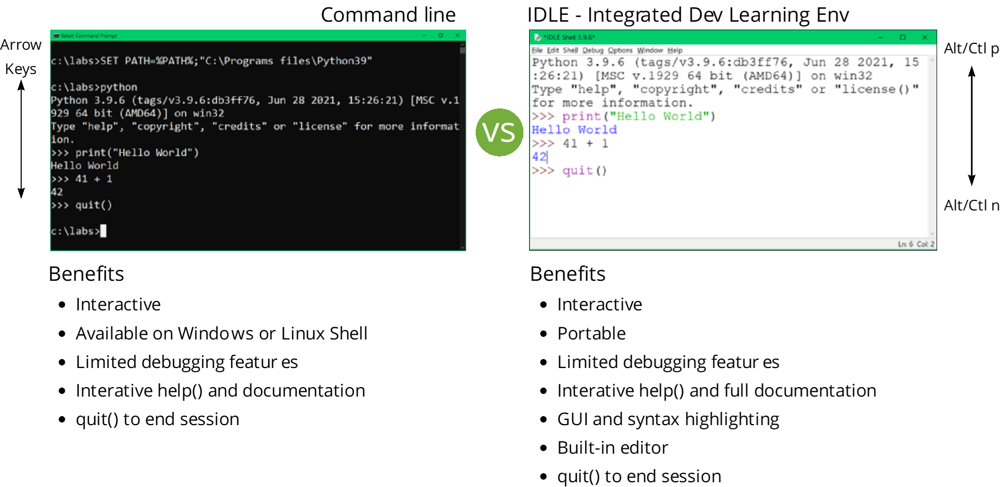 Command line
IDLE - Integrated Dev Learning Env
Arrow
Keys
Select Command Prompt
c:\labs>SET PATH=%PATH%;"C:\Programs files\Python39"
c:\labs>python
Python 3.9.6 (tags/v3.9.6:db3ff76, Jun 28 2021, 15:26:21) [MSC v.1
929 64 bit (AMD64)] on win32
Type "help", "copyright", "credits" or "license" for more informat
ion.
>>> print("Hello World")
Hello World
>>> 41 + 1
42
>>> quit()
c:\labs>
VS
*IDLE Shell 3.9.6*
File Edit Shell Debug Options Window Help
Python 3.9.6 (tags/v3.9.6:db3ff76, Jun 28 2021, 15
:26:21) [MSC v.1929 64 bit (AMD64)] on win32
Type "help", "copyright", "credits" or "license()"
for more information.
>>> print("Hello World")
Hello World
>>> 41 + 1
42
>>> quit()
Ln: 6 Col: 2
Alt/Ctl p
Alt/Ctl n
Benefits
• Interactive
• Available on Windows or Linux Shell
• Limited debugging features
• Interative help() and documentation
• quit() to end session
Benefits
• Interactive
• Portable
• Limited debugging features
• Interative help() and full documentation
• GUI and syntax highlighting
• Built-in editor
• quit() to end session